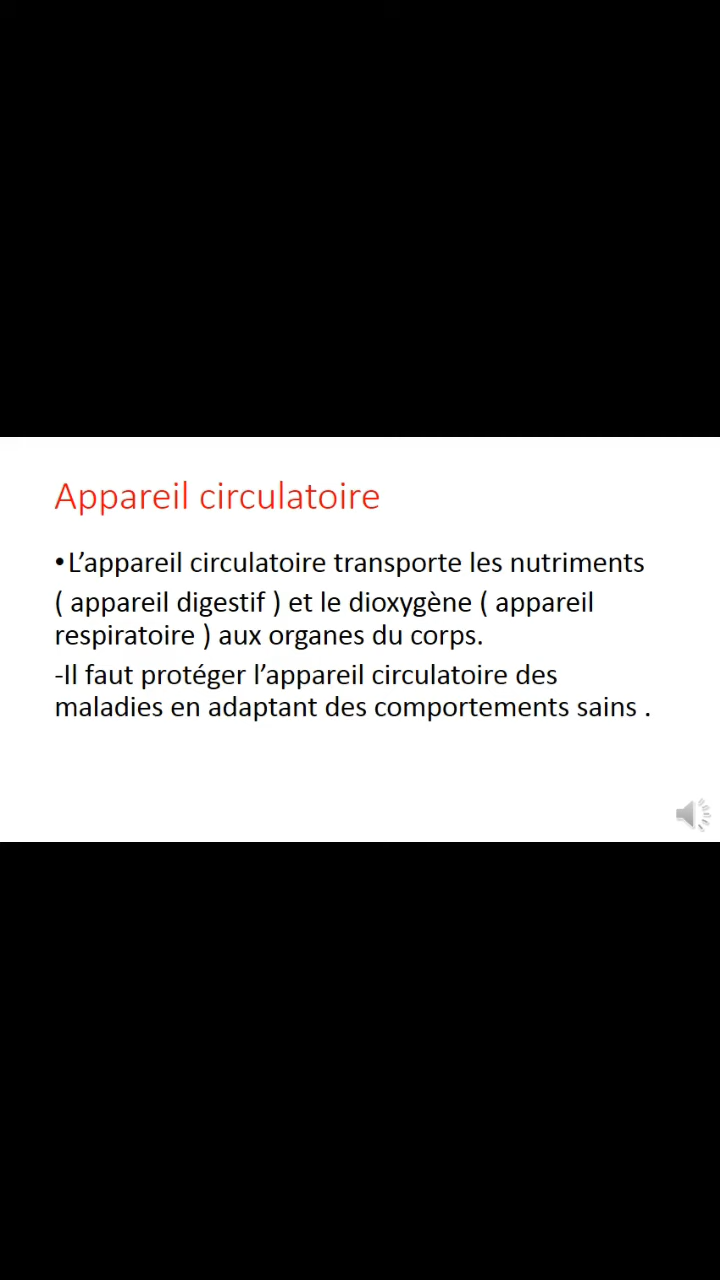 Appareil circulatoire
•L’appareil circulatoire transporte les nutriments
( appareil digestif ) et le dioxygène ( appareil
respiratoire ) aux organes du corps.
-Il faut protéger l’appareil circulatoire des
maladies en adaptant des comportements sains .